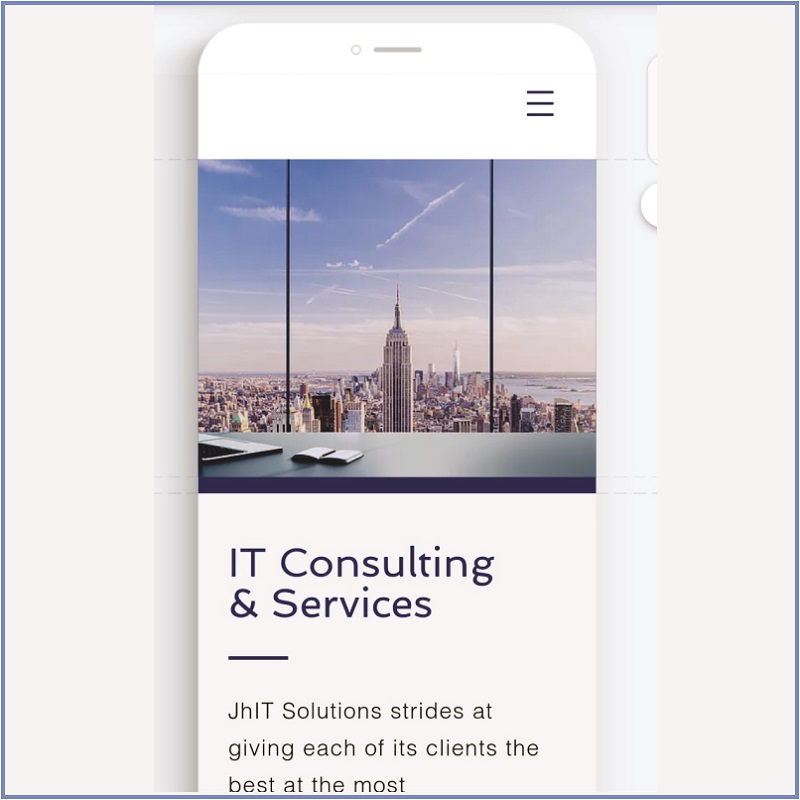 IT Consulting
& Services
JhIT Solutions strides at
giving each of its clients the
best at the most